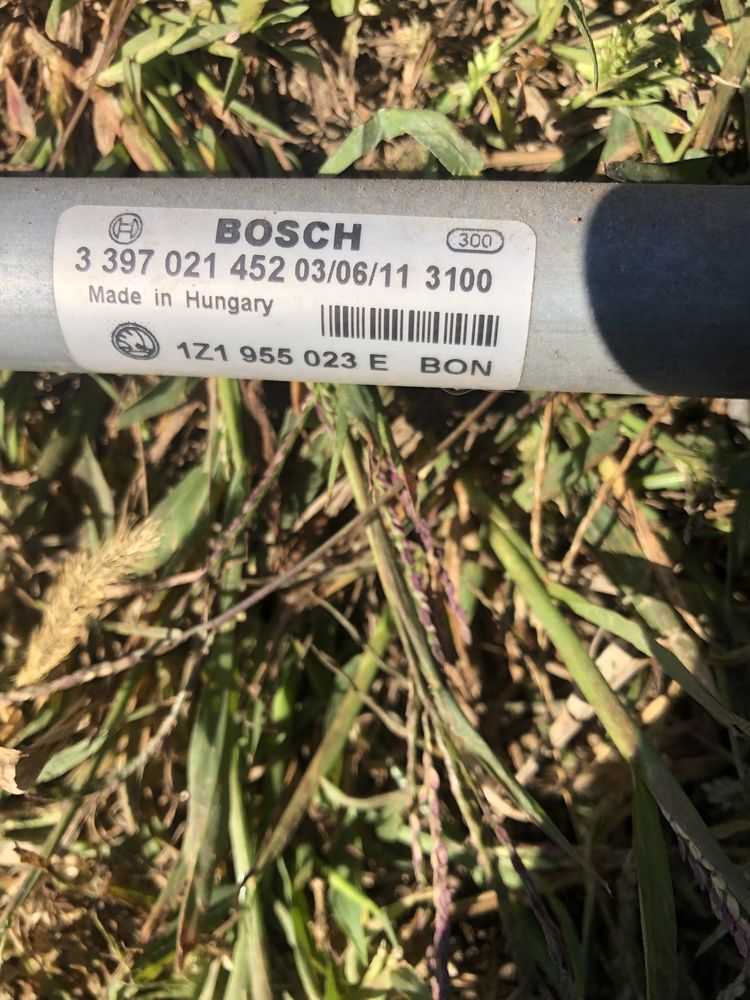 BOSCH
300
3 397 021 452 03/06/11 3100
Made in Hungary
1Z1 955 023 E BON